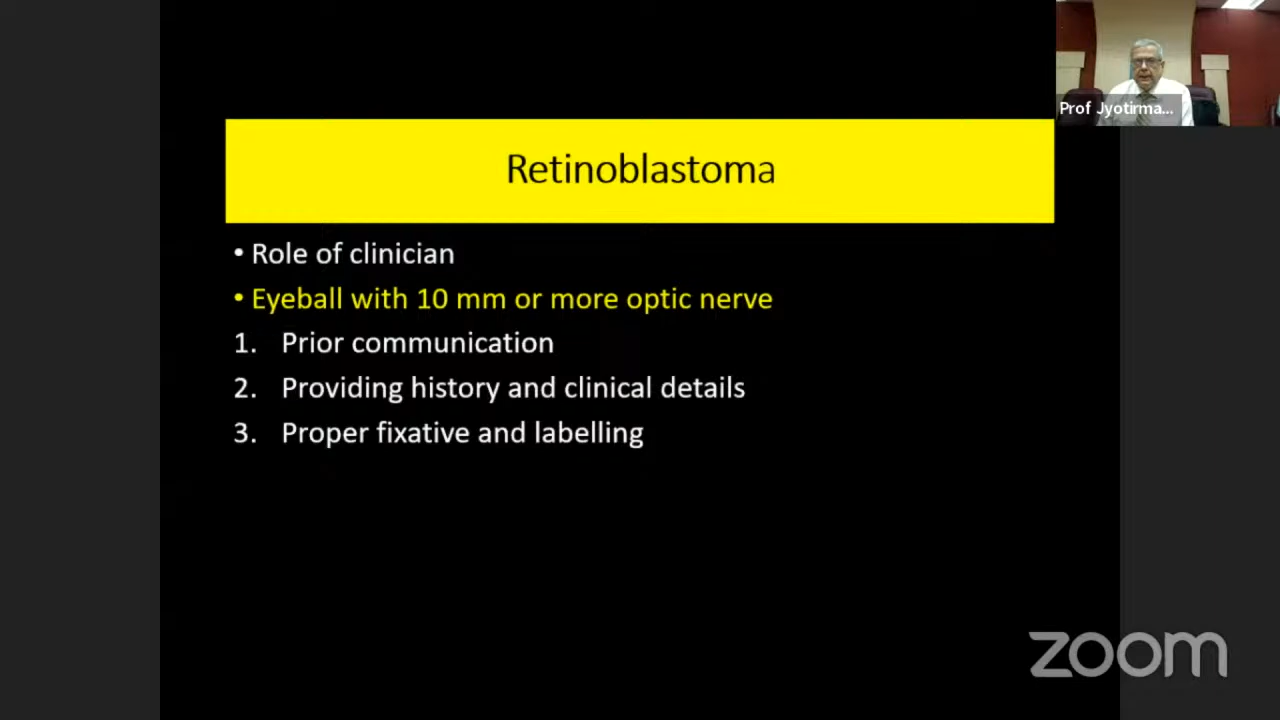 Prof Jyotirma...
Retinoblastoma
• Role of clinician
• Eyeball with 10 mm or more optic nerve
1. Prior communication
2. Providing history and clinical details
3. Proper fixative and labelling
zoom